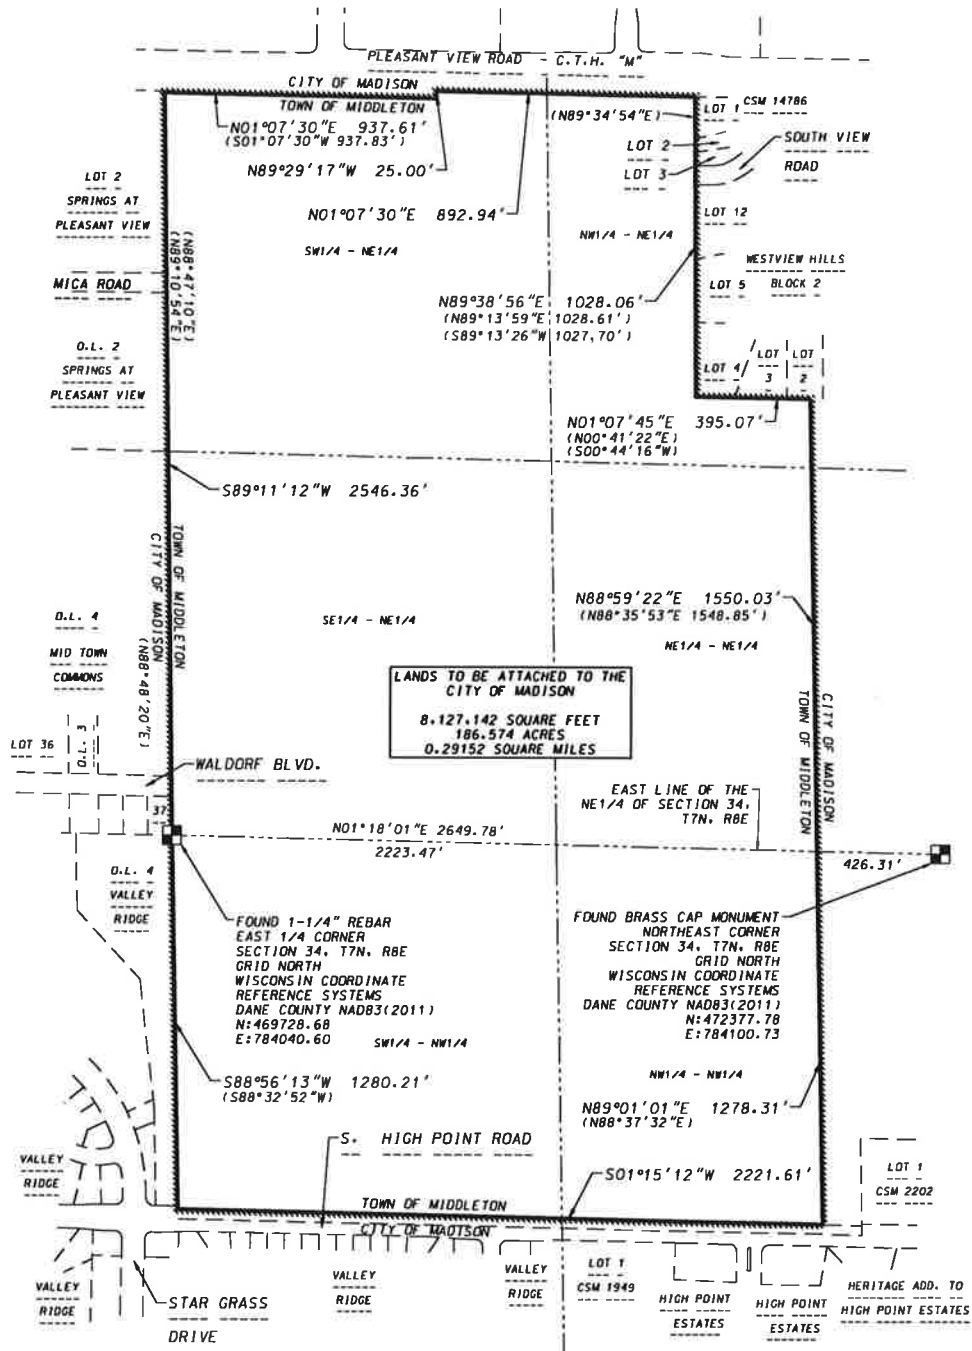 PLEASANT VIEW ROAD - C.T.H. "M"
CITY OF MADISON
TOWN OF MIDDLETON
N01°07'30"E 937.61'
(S01°07'30"W 937.83')
N89°29'17"W 25.00'
N01°07'30"E 892.94'
(N89°34'54"E)
LOT 1 CSM 14786
LOT 2
LOT 3
SOUTH VIEW
ROAD
LOT 2
SPRINGS AT
PLEASANT VIEW
LOT 12
SW1/4 - NE1/4
NW1/4 - NE1/4
(N88°47'10"E)
(N89°10'54"E)
MICA ROAD
WESTVIEW HILLS
BLOCK 2
LOT 5
N89°38'56"E 1028.06'
(N89°13'59"E 1028.61')
(S89°13'26"W 1027.70')
O.L. 2
SPRINGS AT
PLEASANT VIEW
LOT 4
LOT
3
LOT
2
N01°07'45"E 395.07'
(N00°41'22"E)
(S00°44'16"W)
S89°11'12"W 2546.36'
TOWN OF MIDDLETON
CITY OF MADISON
(N88°48'20"E)
O.L. 4
MID TOWN
COMMONS
SE1/4 - NE1/4
N88°59'22"E 1550.03'
(N88°35'53"E 1548.85')
NE1/4 - NE1/4
LANDS TO BE ATTACHED TO THE
CITY OF MADISON
8,127,142 SQUARE FEET
186.574 ACRES
0.29152 SQUARE MILES
CITY OF MADISON
TOWN OF MIDDLETON
LOT 36
O.L. 3
WALDORF BLVD.
37
EAST LINE OF THE
NE1/4 OF SECTION 34,
T7N, R8E
N01°18'01"E 2649.78'
2223.47'
426.31'
O.L. 4
VALLEY
RIDGE
FOUND 1-1/4" REBAR
EAST 1/4 CORNER
SECTION 34, T7N, R8E
GRID NORTH
WISCONSIN COORDINATE
REFERENCE SYSTEMS
DANE COUNTY NAD83(2011)
N:469728.68
E:784040.60
SW1/4 - NW1/4
FOUND BRASS CAP MONUMENT
NORTHEAST CORNER
SECTION 34, T7N, R8E
GRID NORTH
WISCONSIN COORDINATE
REFERENCE SYSTEMS
DANE COUNTY NAD83(2011)
N:472377.78
E:784100.73
NW1/4 - NW1/4
S88°56'13"W 1280.21'
(S88°32'52"W)
N89°01'01"E 1278.31'
(N88°37'32"E)
S. HIGH POINT ROAD
S01°15'12"W 2221.61'
VALLEY
RIDGE
LOT 1
CSM 2202
TOWN OF MIDDLETON
CITY OF MADISON
VALLEY
RIDGE
STAR GRASS
DRIVE
VALLEY
RIDGE
VALLEY
RIDGE
LOT 1
CSM 1949
HIGH POINT
ESTATES
HIGH POINT
ESTATES
HERITAGE ADD. TO
HIGH POINT ESTATES